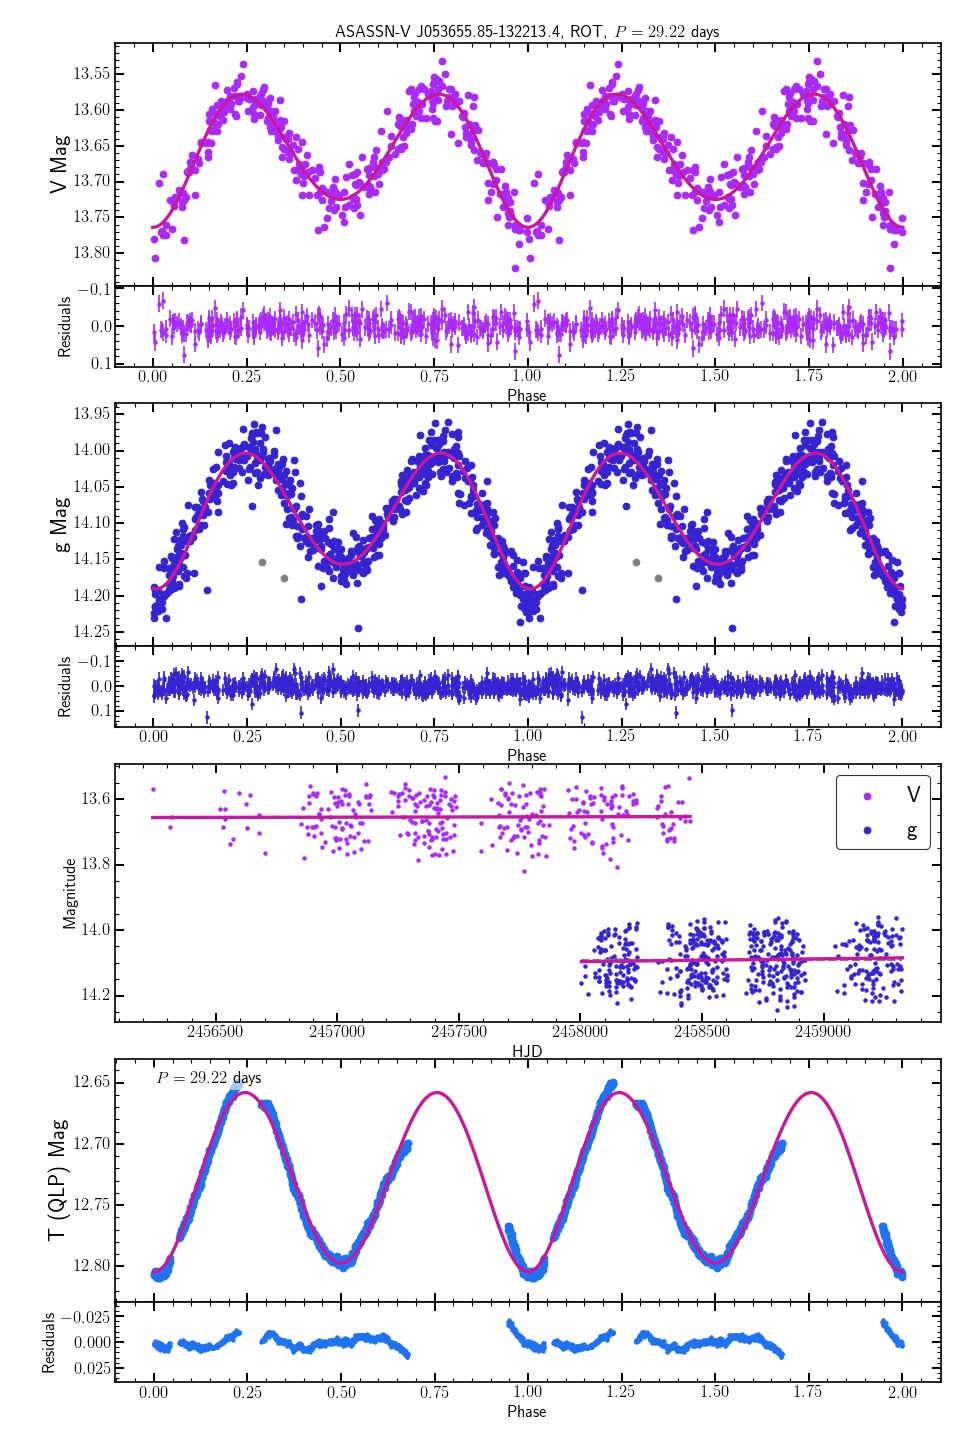 ASASSN-V J053655.85-132213.4, ROT, P = 29.22 days
V Mag
13.55
13.60
13.65
13.70
13.75
13.80
Residuals
−0.1
0.0
0.1
0.00 0.25 0.50 0.75 1.00 1.25 1.50 1.75 2.00
Phase
g Mag
13.95
14.00
14.05
14.10
14.15
14.20
14.25
Residuals
−0.1
0.0
0.1
0.00 0.25 0.50 0.75 1.00 1.25 1.50 1.75 2.00
Phase
Magnitude
13.6
13.8
14.0
14.2
V
g
2456500 2457000 2457500 2458000 2458500 2459000
HJD
P = 29.22 days
T (QLP) Mag
12.65
12.70
12.75
12.80
Residuals
−0.025
0.000
0.025
0.00 0.25 0.50 0.75 1.00 1.25 1.50 1.75 2.00
Phase